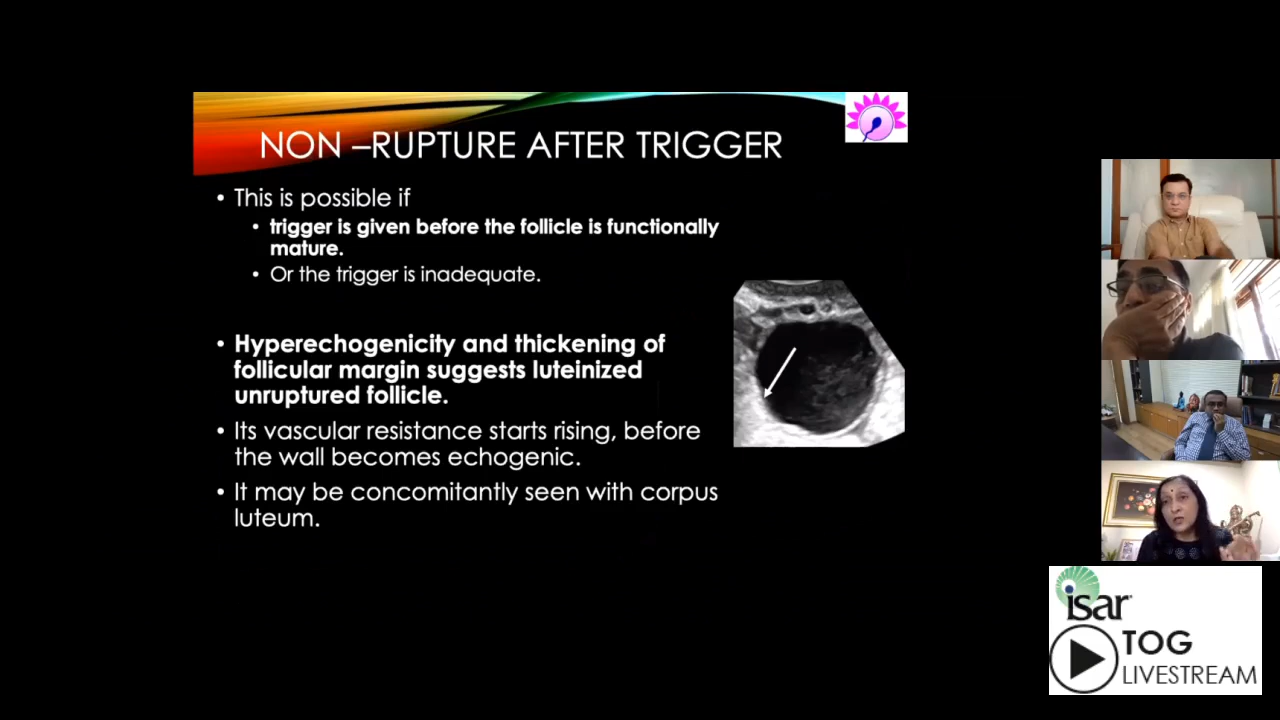 NON –RUPTURE AFTER TRIGGER
• This is possible if
• trigger is given before the follicle is functionally
mature.
• Or the trigger is inadequate.
• Hyperechogenicity and thickening of
follicular margin suggests luteinized
unruptured follicle.
• Its vascular resistance starts rising, before
the wall becomes echogenic.
• It may be concomitantly seen with corpus
luteum.
isar
TOG
LIVESTREAM